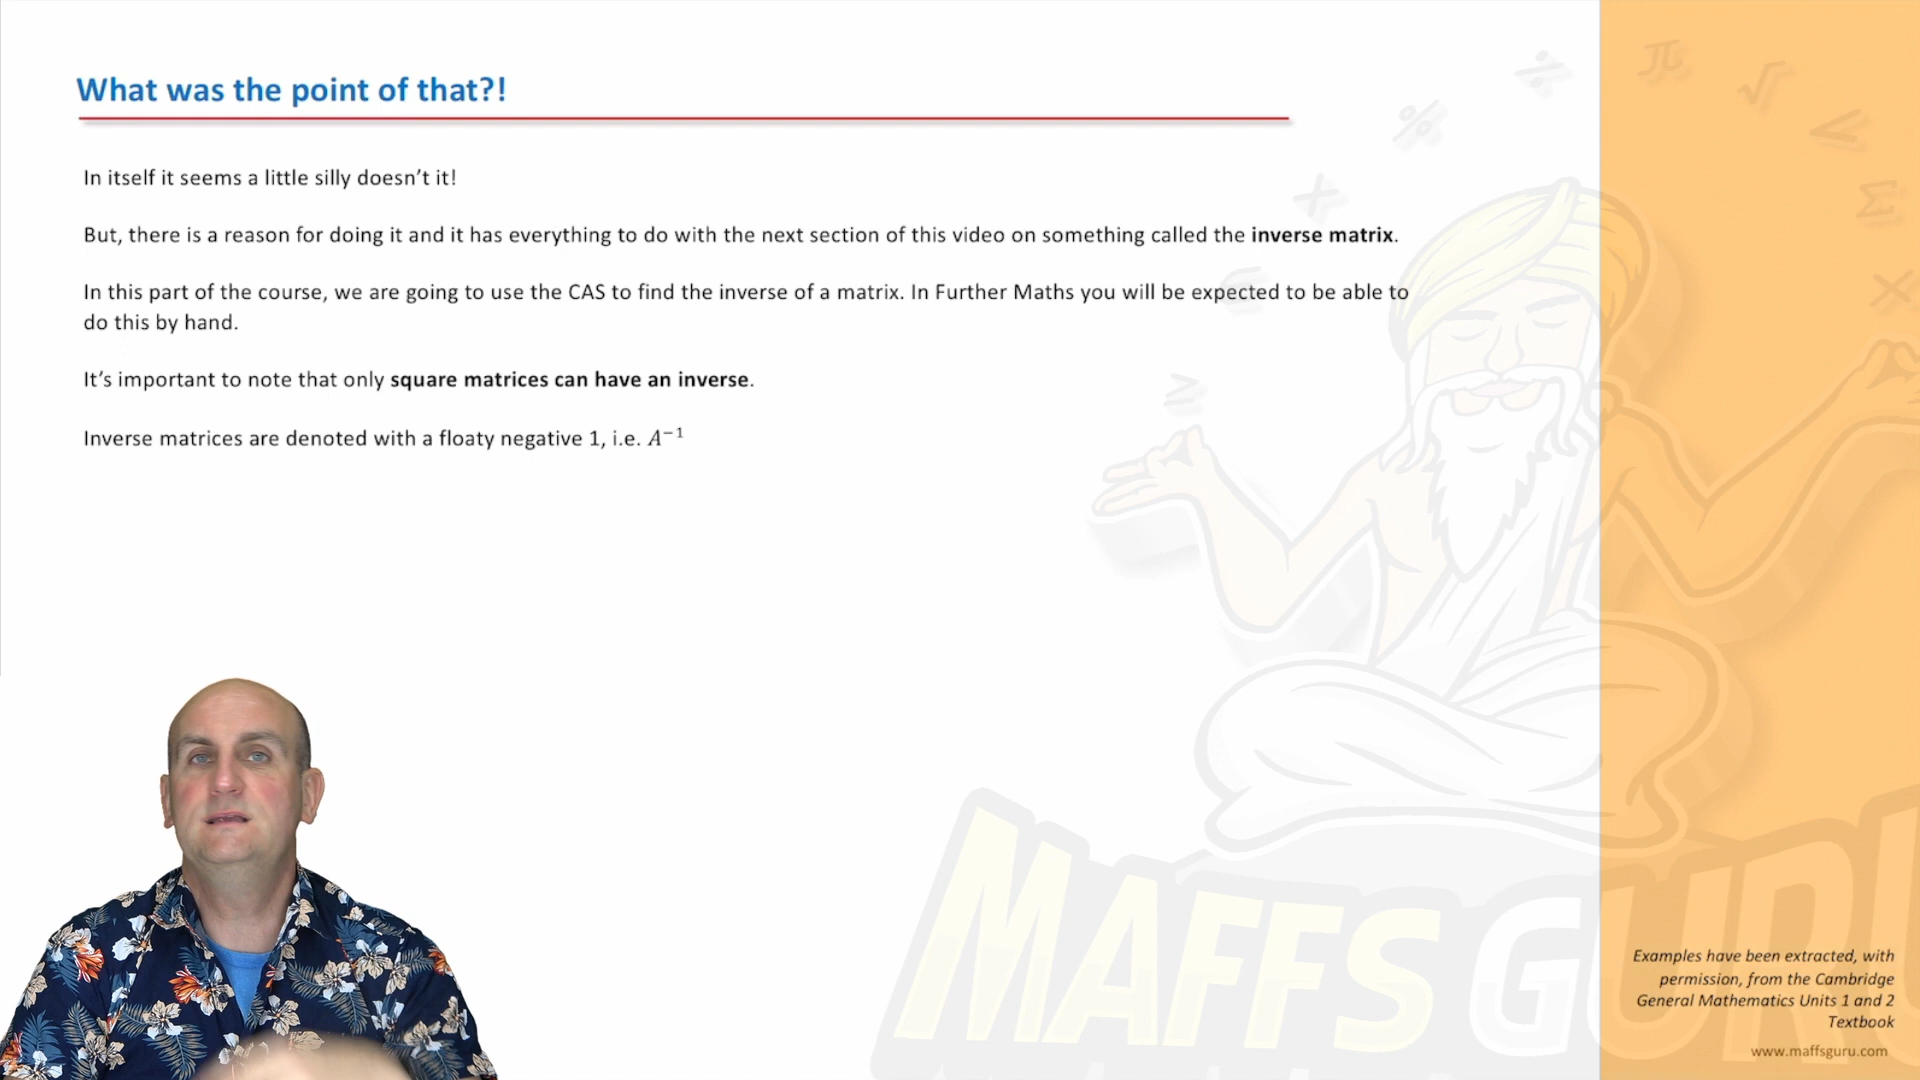 What was the point of that?!
In itself it seems a little silly doesn’t it!
But, there is a reason for doing it and it has everything to do with the next section of this video on something called the inverse matrix.
In this part of the course, we are going to use the CAS to find the inverse of a matrix. In Further Maths you will be expected to be able to
do this by hand.
It’s important to note that only square matrices can have an inverse.
Inverse matrices are denoted with a floaty negative 1, i.e. A⁻¹
MAFFS GURU
Examples have been extracted, with
permission, from the Cambridge
General Mathematics Units 1 and 2
Textbook
www.maffsguru.com